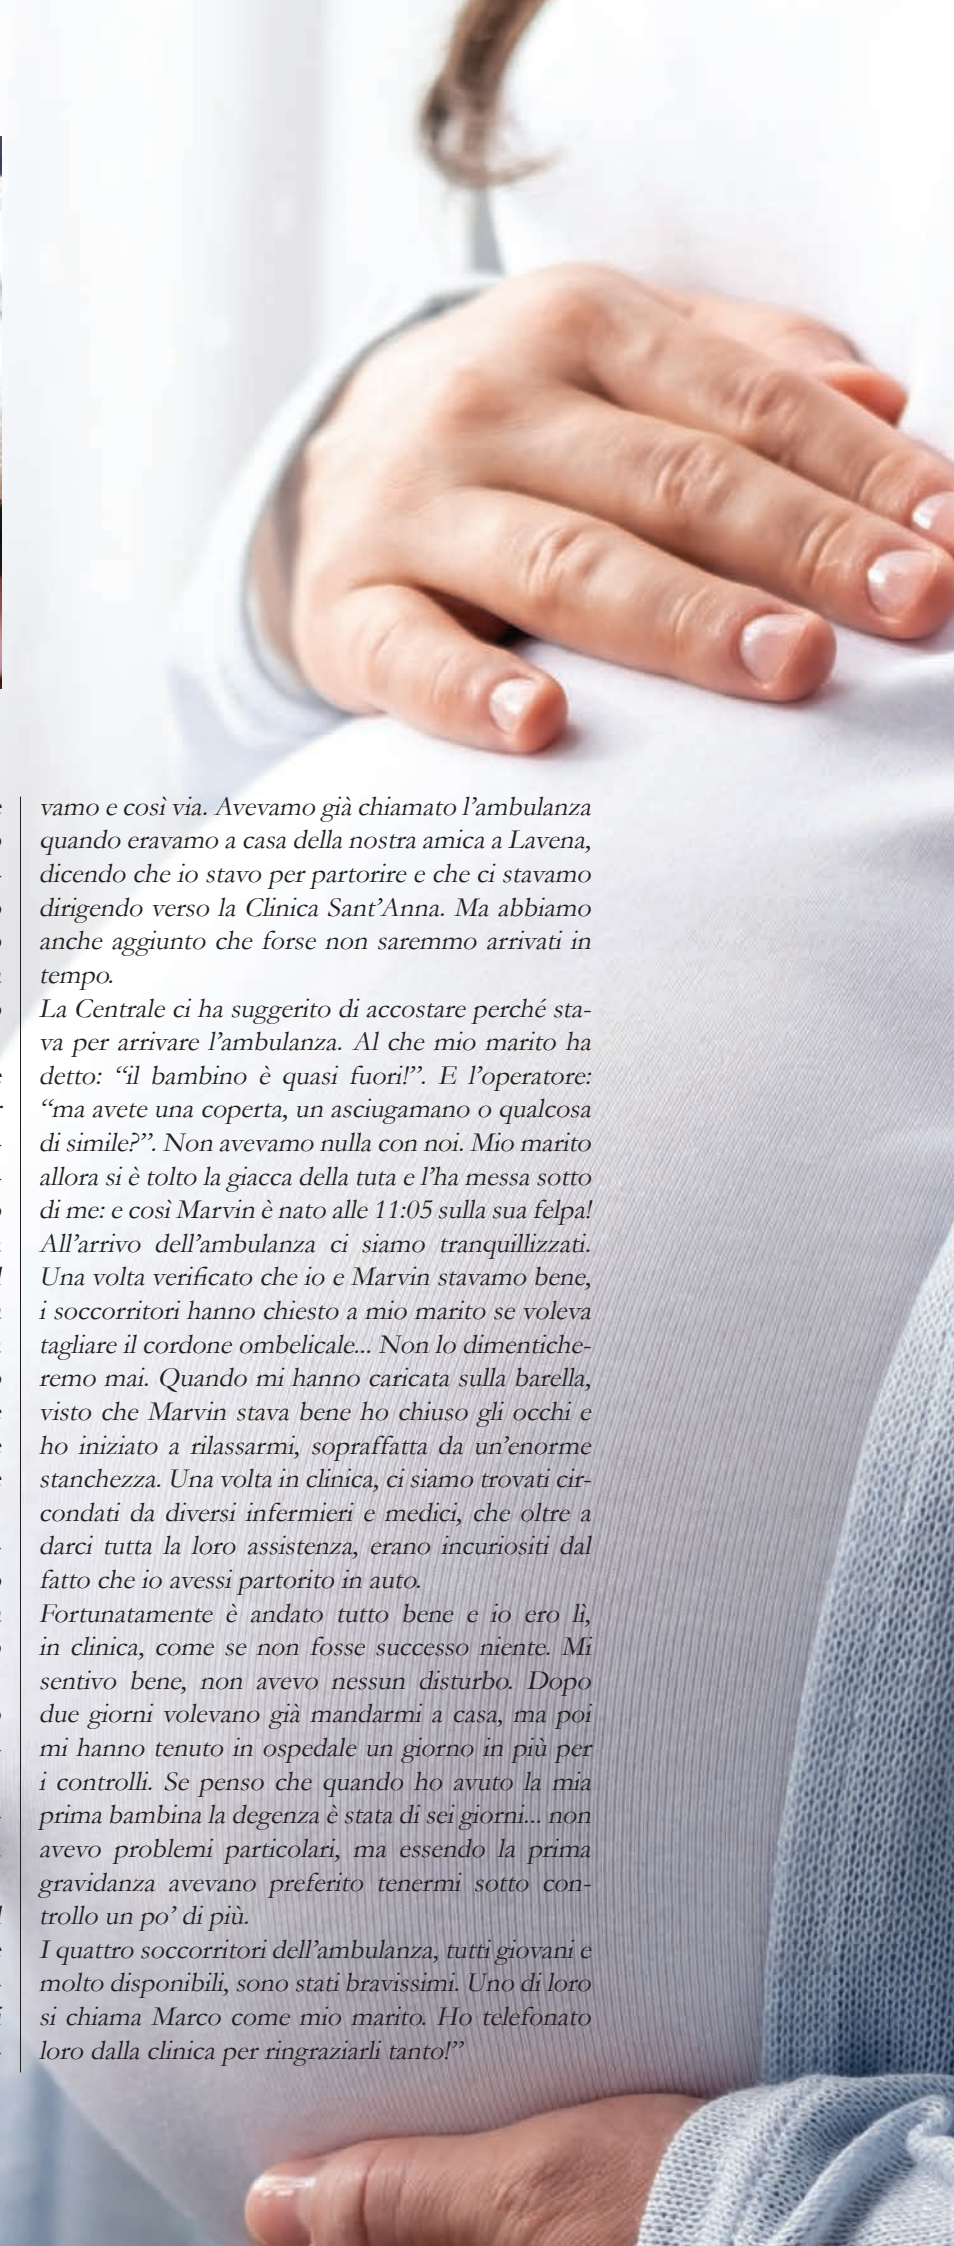 vamo e così via. Avevamo già chiamato l’ambulanza
quando eravamo a casa della nostra amica a Lavena,
dicendo che io stavo per partorire e che ci stavamo
dirigendo verso la Clinica Sant’Anna. Ma abbiamo
anche aggiunto che forse non saremmo arrivati in
tempo.
La Centrale ci ha suggerito di accostare perché sta-
va per arrivare l’ambulanza. Al che mio marito ha
detto: “il bambino è quasi fuori!”. E l’operatore:
“ma avete una coperta, un asciugamano o qualcosa
di simile?”. Non avevamo nulla con noi. Mio marito
allora si è tolto la giacca della tuta e l’ha messa sotto
di me: e così Marvin è nato alle 11:05 sulla sua felpa!
All’arrivo dell’ambulanza ci siamo tranquillizzati.
Una volta verificato che io e Marvin stavamo bene,
i soccorritori hanno chiesto a mio marito se voleva
tagliare il cordone ombelicale... Non lo dimentiche-
remo mai. Quando mi hanno caricata sulla barella,
visto che Marvin stava bene ho chiuso gli occhi e
ho iniziato a rilassarmi, sopraffatta da un’enorme
stanchezza. Una volta in clinica, ci siamo trovati cir-
condati da diversi infermieri e medici, che oltre a
darci tutta la loro assistenza, erano incuriositi dal
fatto che io avessi partorito in auto.
Fortunatamente è andato tutto bene e io ero lì,
in clinica, come se non fosse successo niente. Mi
sentivo bene, non avevo nessun disturbo. Dopo
due giorni volevano già mandarmi a casa, ma poi
mi hanno tenuto in ospedale un giorno in più per
i controlli. Se penso che quando ho avuto la mia
prima bambina la degenza è stata di sei giorni... non
avevo problemi particolari, ma essendo la prima
gravidanza avevano preferito tenermi sotto con-
trollo un po’ di più.
I quattro soccorritori dell’ambulanza, tutti giovani e
molto disponibili, sono stati bravissimi. Uno di loro
si chiama Marco come mio marito. Ho telefonato
loro dalla clinica per ringraziarli tanto!”